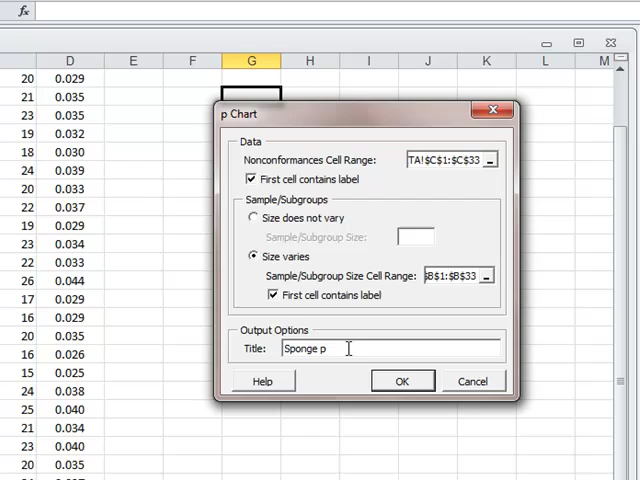 fx
D E F G H I J K L M
20 0.029
21 0.035
23 0.035
19 0.032
18 0.030
24 0.039
20 0.033
22 0.037
19 0.029
23 0.034
22 0.033
26 0.044
17 0.029
19 0.029
20 0.035
16 0.026
15 0.025
24 0.038
25 0.040
21 0.034
23 0.040
20 0.035
p Chart
Data
Nonconformances Cell Range: TA!$C$1:$C$33
First cell contains label
Sample/Subgroups
Size does not vary
Sample/Subgroup Size:
Size varies
Sample/Subgroup Size Cell Range: $B$1:$B$33
First cell contains label
Output Options
Title: Sponge p
Help OK Cancel